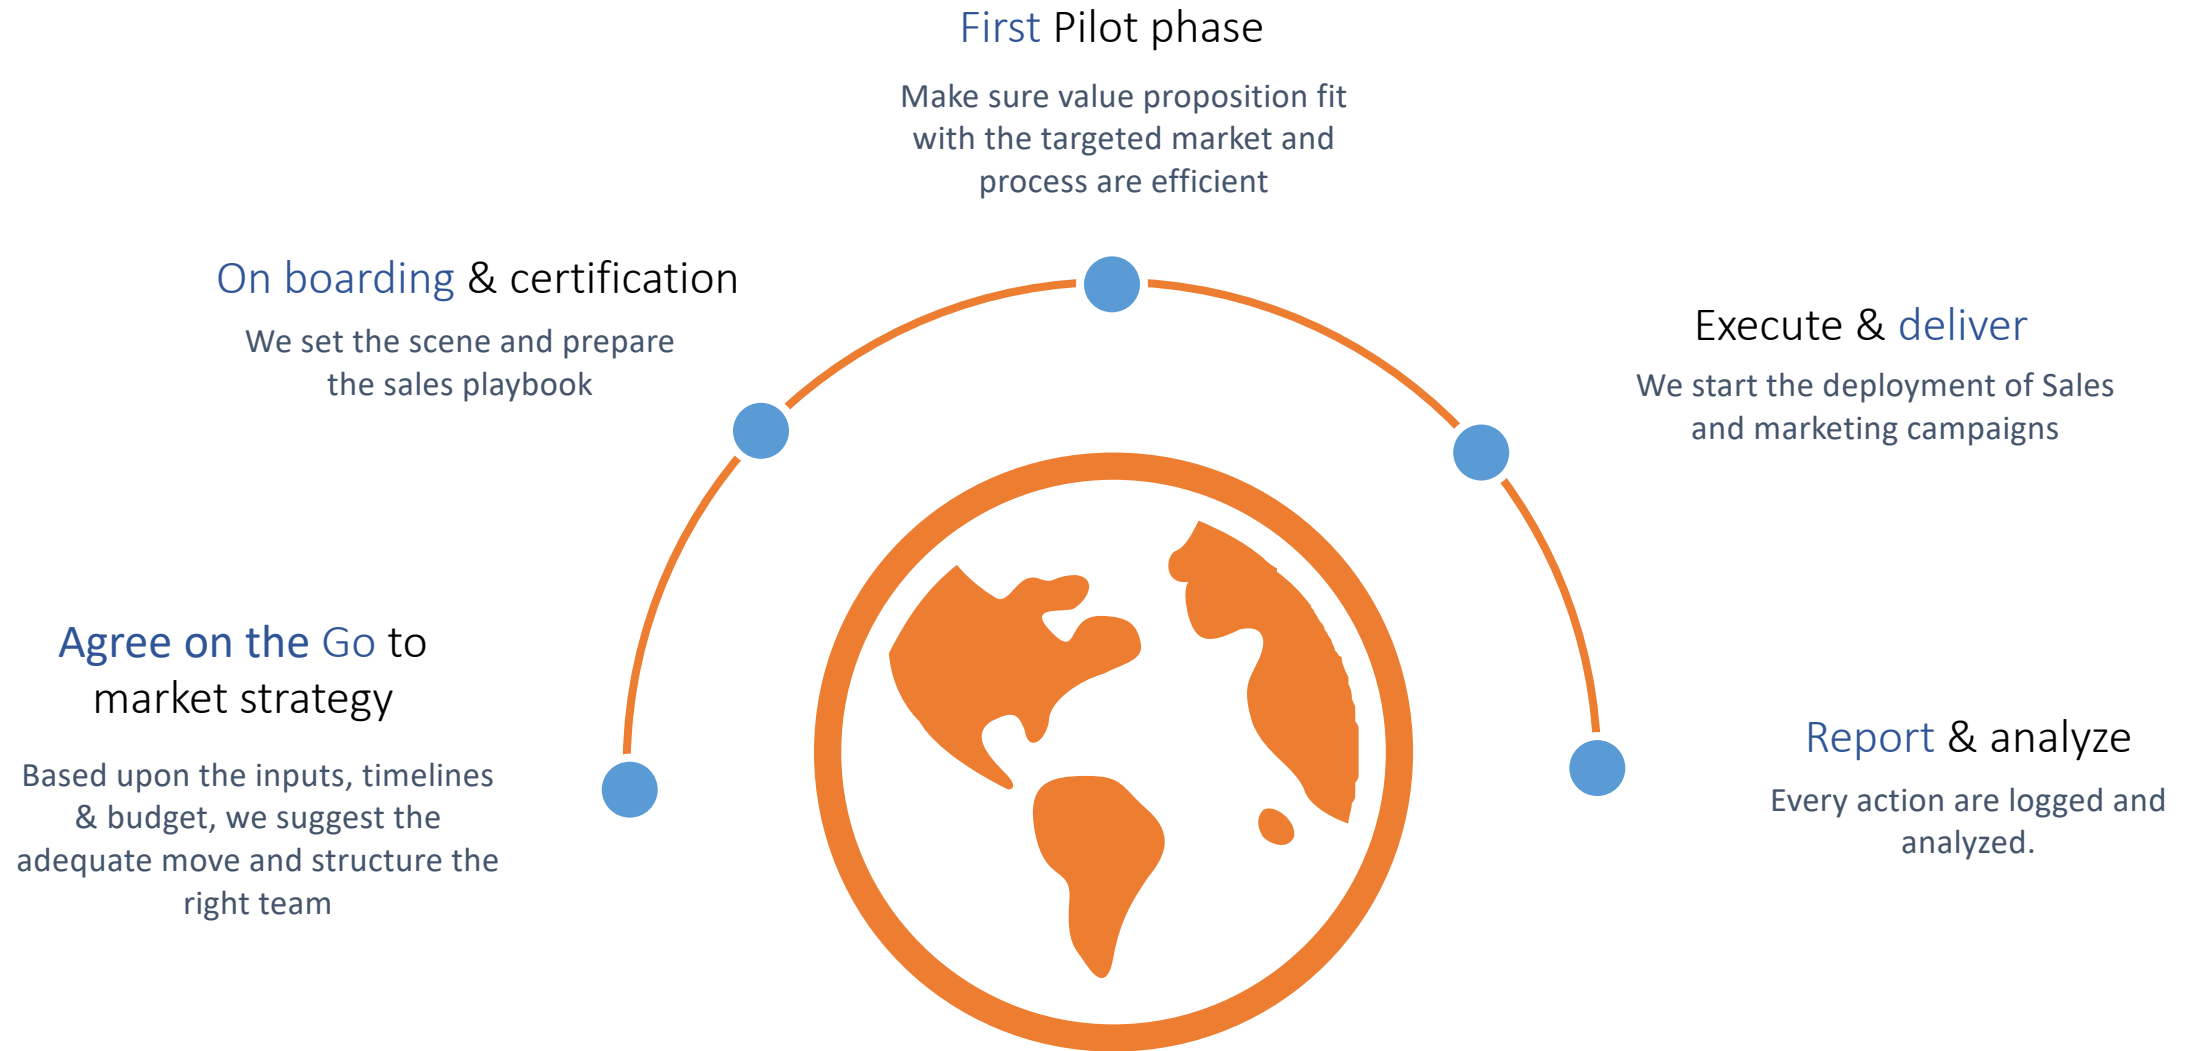 First Pilot phase
Make sure value proposition fit
with the targeted market and
process are efficient
On boarding & certification
We set the scene and prepare
the sales playbook
Execute & deliver
We start the deployment of Sales
and marketing campaigns
Agree on the Go to
market strategy
Based upon the inputs, timelines
& budget, we suggest the
adequate move and structure the
right team
Report & analyze
Every action are logged and
analyzed.